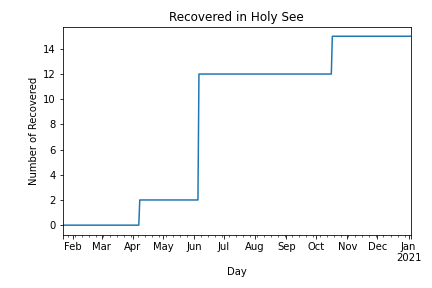 Recovered in Holy See
Number of Recovered
14
12
10
8
6
4
2
0
Feb Mar Apr May Jun Jul Aug Sep Oct Nov Dec Jan
2021
Day